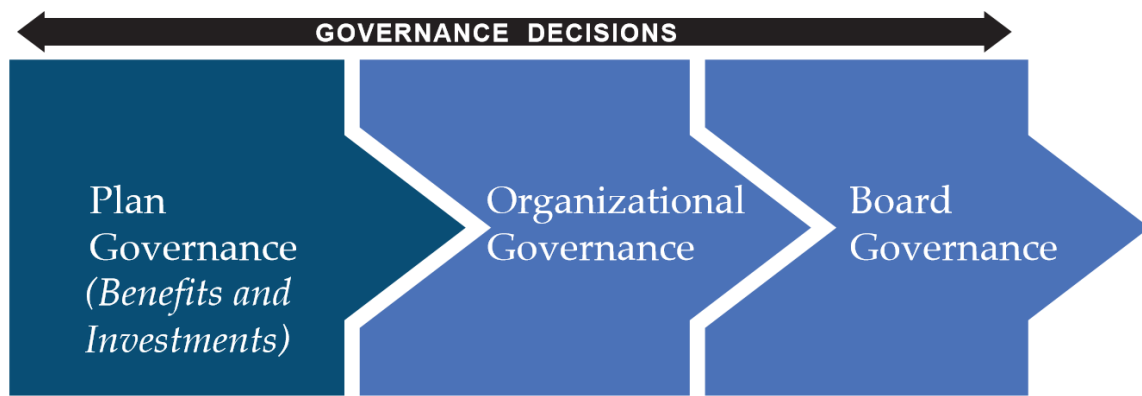 GOVERNANCE DECISIONS
Plan
Governance
(Benefits and
Investments)
Organizational
Governance
Board
Governance